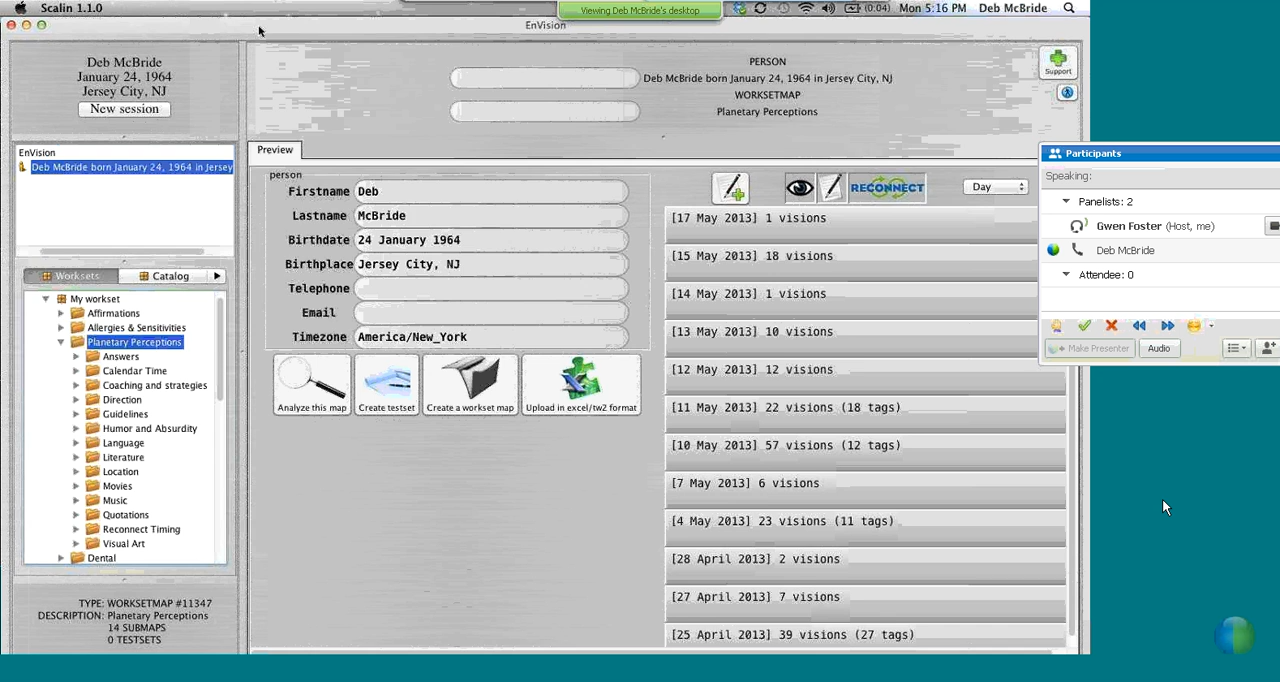 Scalin 1.1.0
Viewing Deb McBride's desktop
(0:04) Mon 5:16 PM Deb McBride
EnVision
Deb McBride
January 24, 1964
Jersey City, NJ
New session
PERSON
Deb McBride born January 24, 1964 in Jersey City, NJ
WORKSETMAP
Planetary Perceptions
Support
EnVision
Deb McBride born January 24, 1964 in Jersey
Worksets
Catalog
My workset
Affirmations
Allergies & Sensitivities
Planetary Perceptions
Answers
Calendar Time
Coaching and strategies
Direction
Guidelines
Humor and Absurdity
Language
Literature
Location
Movies
Music
Quotations
Reconnect Timing
Visual Art
Dental
TYPE: WORKSETMAP #11347
DESCRIPTION: Planetary Perceptions
14 SUBMAPS
0 TESTSETS
Preview
person
Firstname Deb
Lastname McBride
Birthdate 24 January 1964
Birthplace Jersey City, NJ
Telephone
Email
Timezone America/New_York
Analyze this map
Create testset
Create a workset map
Upload in excel/tw2 format
RECONNECT
Day
[17 May 2013] 1 visions
[15 May 2013] 18 visions
[14 May 2013] 1 visions
[13 May 2013] 10 visions
[12 May 2013] 12 visions
[11 May 2013] 22 visions (18 tags)
[10 May 2013] 57 visions (12 tags)
[7 May 2013] 6 visions
[4 May 2013] 23 visions (11 tags)
[28 April 2013] 2 visions
[27 April 2013] 7 visions
[25 April 2013] 39 visions (27 tags)
Participants
Speaking:
Panelists: 2
Gwen Foster (Host, me)
Deb McBride
Attendee: 0
Make Presenter
Audio